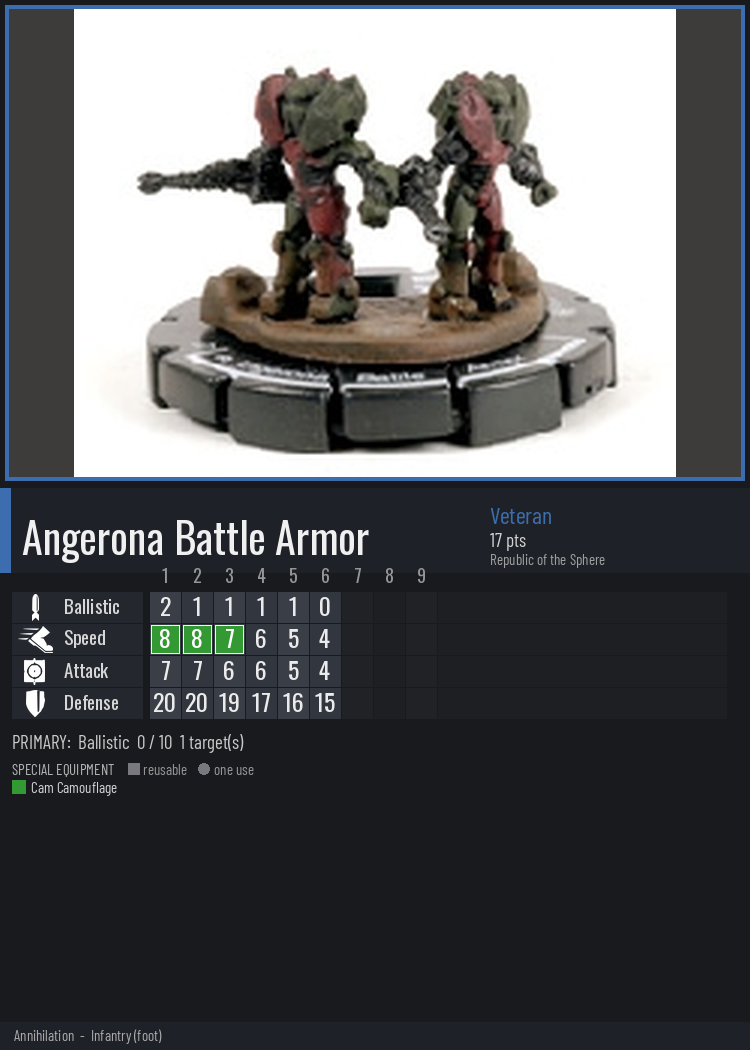 Angerona Battle Armor
Veteran
17 pts
Republic of the Sphere
1 2 3 4 5 6 7 8 9
Ballistic 2 1 1 1 1 0
Speed 8 8 7 6 5 4
Attack 7 7 6 6 5 4
Defense 20 20 19 17 16 15
PRIMARY: Ballistic 0 / 10 1 target(s)
SPECIAL EQUIPMENT reusable one use
Cam Camouflage
Annihilation - Infantry (foot)